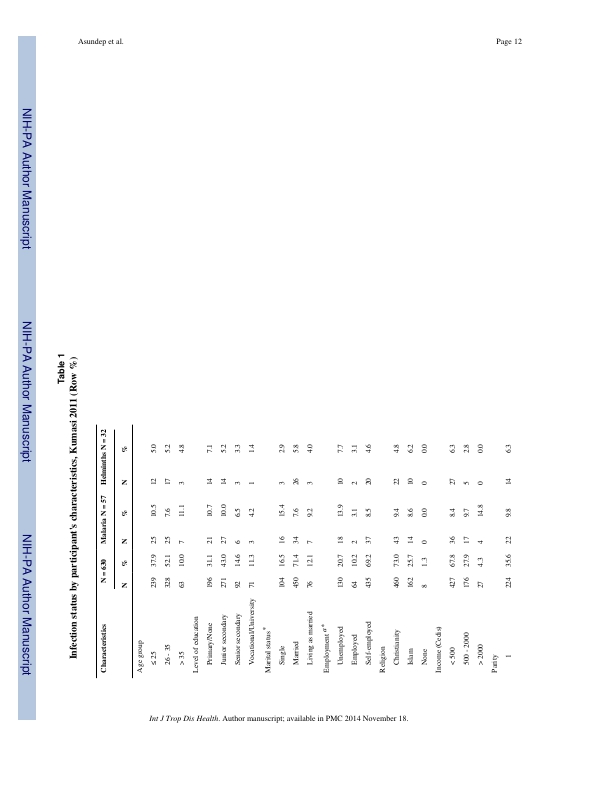 Asundep et al.
Page 12
NIH-PA Author Manuscript
NIH-PA Author Manuscript
NIH-PA Author Manuscript
Table 1
Infection status by participant's characteristics, Kumasi 2011 (Row %)
Characteristics N = 630 Malaria N = 57 Helminths N = 32
N % N % N %
Age group
≤ 25 239 37.9 25 10.5 12 5.0
26 - 35 328 52.1 25 7.6 17 5.2
> 35 63 10.0 7 11.1 3 4.8
Level of education
Primary/None 196 31.1 21 10.7 14 7.1
Junior secondary 271 43.0 27 10.0 14 5.2
Senior secondary 92 14.6 6 6.5 3 3.3
Vocational/University 71 11.3 3 4.2 1 1.4
Marital status *
Single 104 16.5 16 15.4 3 2.9
Married 450 71.4 34 7.6 26 5.8
Living as married 76 12.1 7 9.2 3 4.0
Employment a*
Unemployed 130 20.7 18 13.9 10 7.7
Employed 64 10.2 2 3.1 2 3.1
Self-employed 435 69.2 37 8.5 20 4.6
Religion
Christianity 460 73.0 43 9.4 22 4.8
Islam 162 25.7 14 8.6 10 6.2
None 8 1.3 0 0.0 0 0.0
Income (Cedis)
< 500 427 67.8 36 8.4 27 6.3
500 - 2000 176 27.9 17 9.7 5 2.8
> 2000 27 4.3 4 14.8 0 0.0
Parity
1 224 35.6 22 9.8 14 6.3
Int J Trop Dis Health. Author manuscript; available in PMC 2014 November 18.